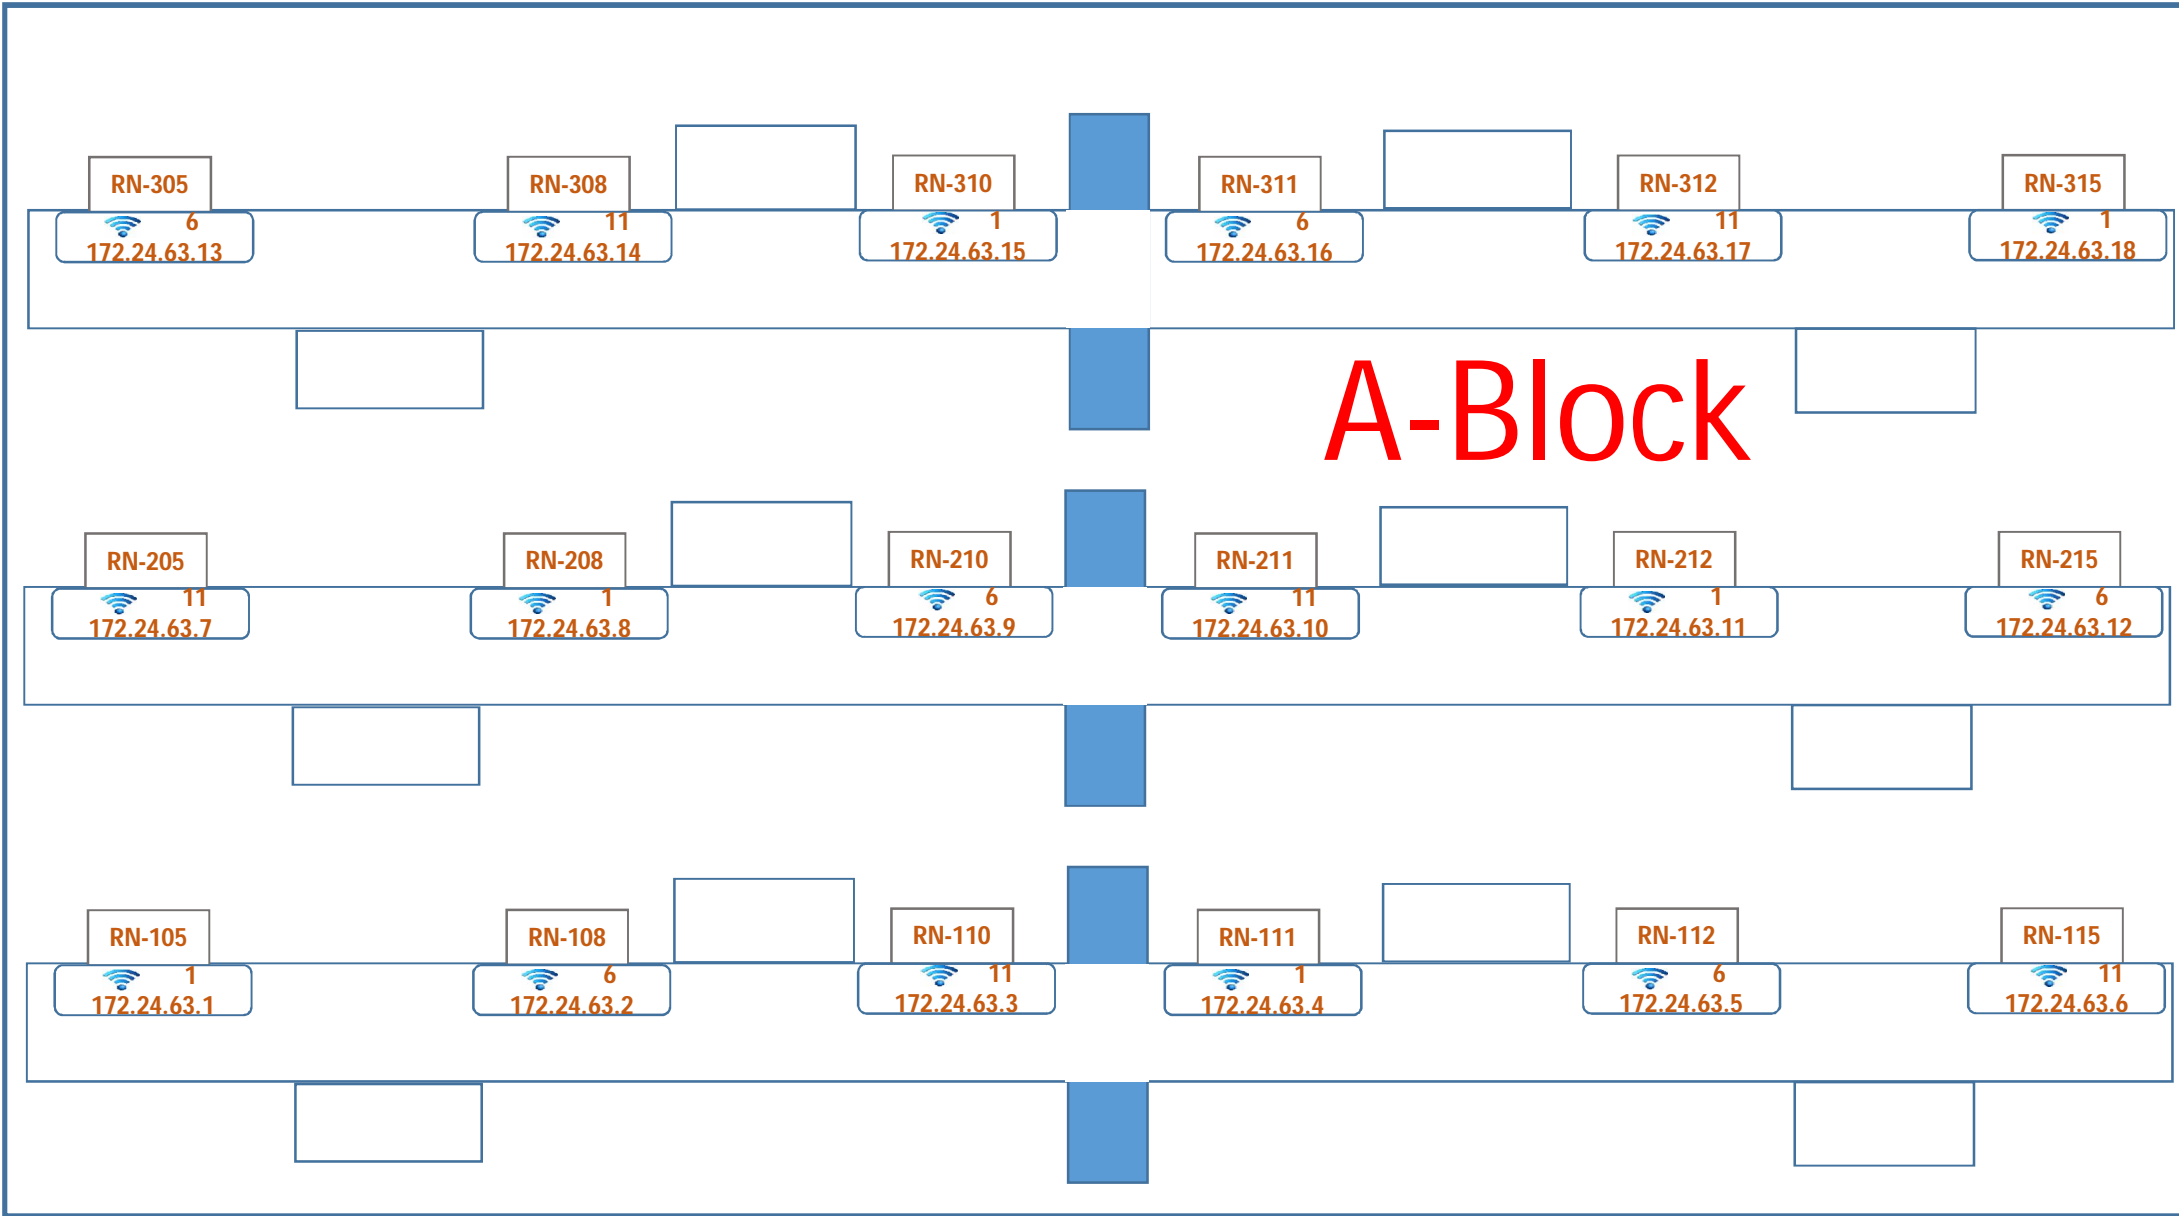 RN-305 RN-308 RN-310 RN-311 RN-312 RN-315
6 11 1 6 11 1
172.24.63.13 172.24.63.14 172.24.63.15 172.24.63.16 172.24.63.17 172.24.63.18
A-Block
RN-205 RN-208 RN-210 RN-211 RN-212 RN-215
11 1 6 11 1 6
172.24.63.7 172.24.63.8 172.24.63.9 172.24.63.10 172.24.63.11 172.24.63.12
RN-105 RN-108 RN-110 RN-111 RN-112 RN-115
1 6 11 1 6 11
172.24.63.1 172.24.63.2 172.24.63.3 172.24.63.4 172.24.63.5 172.24.63.6